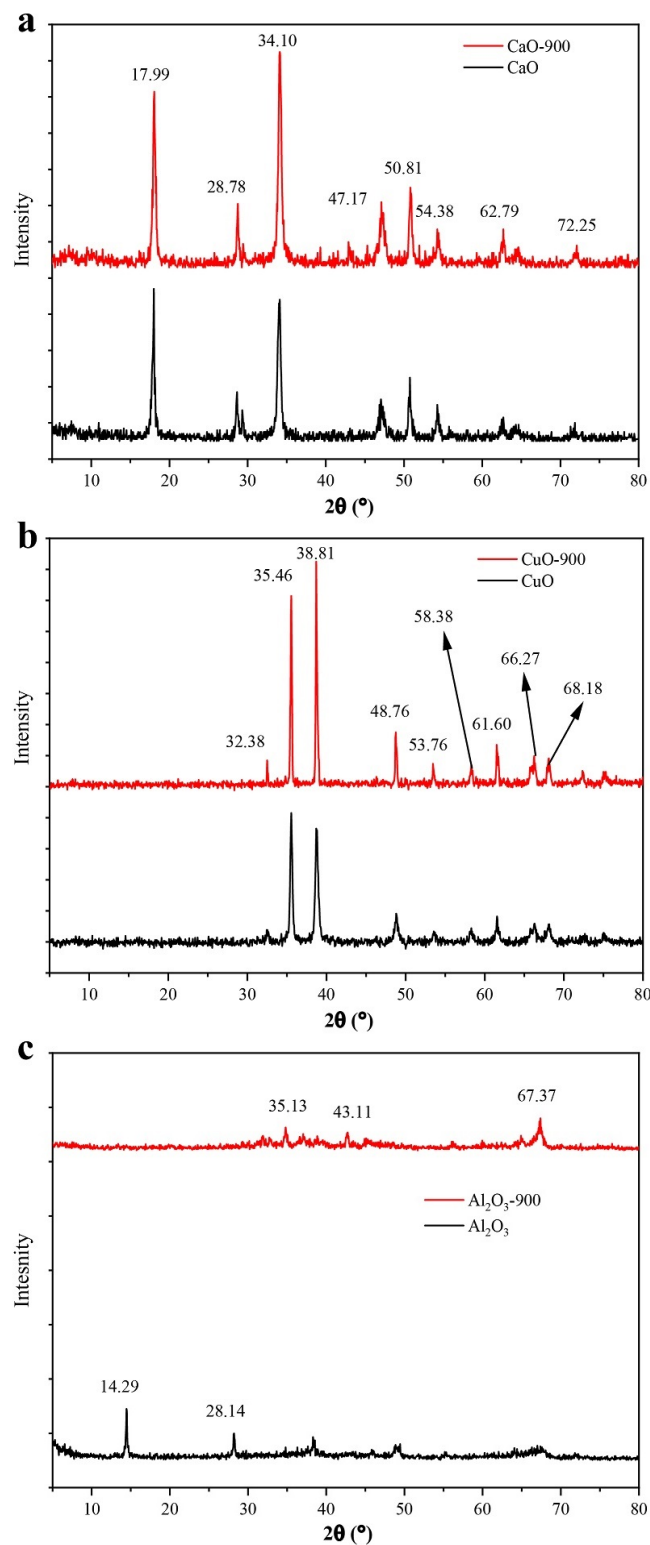 a
34.10
CaO-900
CaO
17.99
50.81
28.78
47.17
54.38
62.79
72.25
Intensity
10 20 30 40 50 60 70 80
2θ (°)
b
38.81
CuO-900
CuO
35.46
58.38
66.27
68.18
48.76
61.60
32.38
53.76
Intensity
10 20 30 40 50 60 70 80
2θ (°)
c
67.37
35.13
43.11
Al₂O₃-900
Al₂O₃
Intesnity
14.29
28.14
10 20 30 40 50 60 70 80
2θ (°)